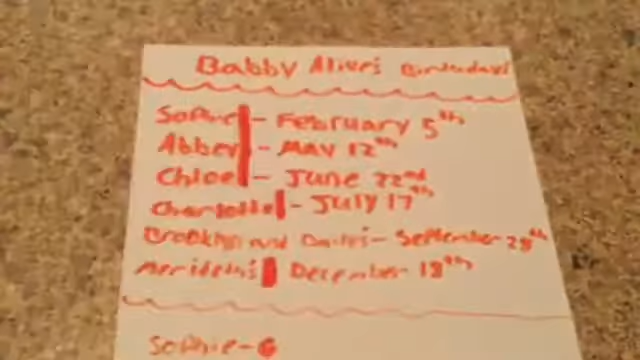 Babby Alive's Birthdays!
Sophie - February 5th
Abbey - May 12th
Chloe - June 22nd
Charlotte - July 17th
Brooklyn and - September 28th
December 18th
Sophie - 6